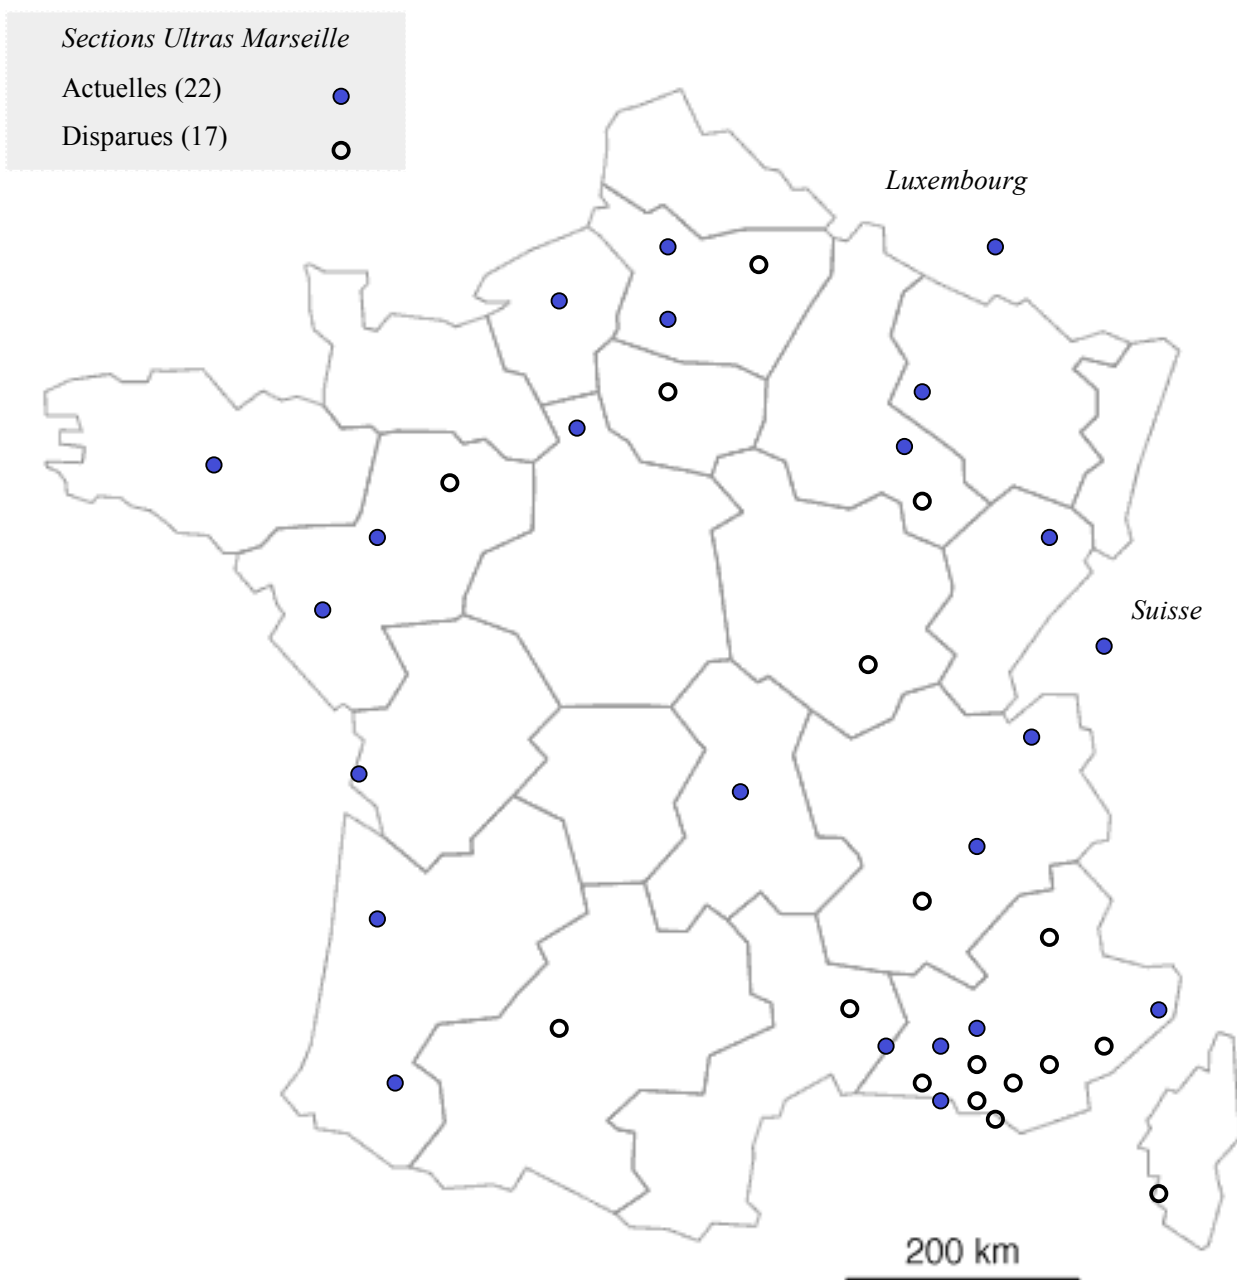 Sections Ultras Marseille
Actuelles (22)
Disparues (17)
Luxembourg
Suisse
200 km